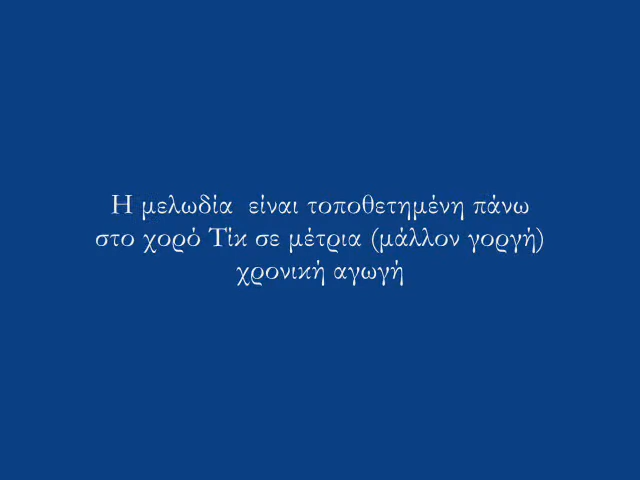 Η μελωδία είναι τοποθετημένη πάνω
στο χορό Τίκ σε μέτρια (μάλλον γοργή)
χρονική αγωγή